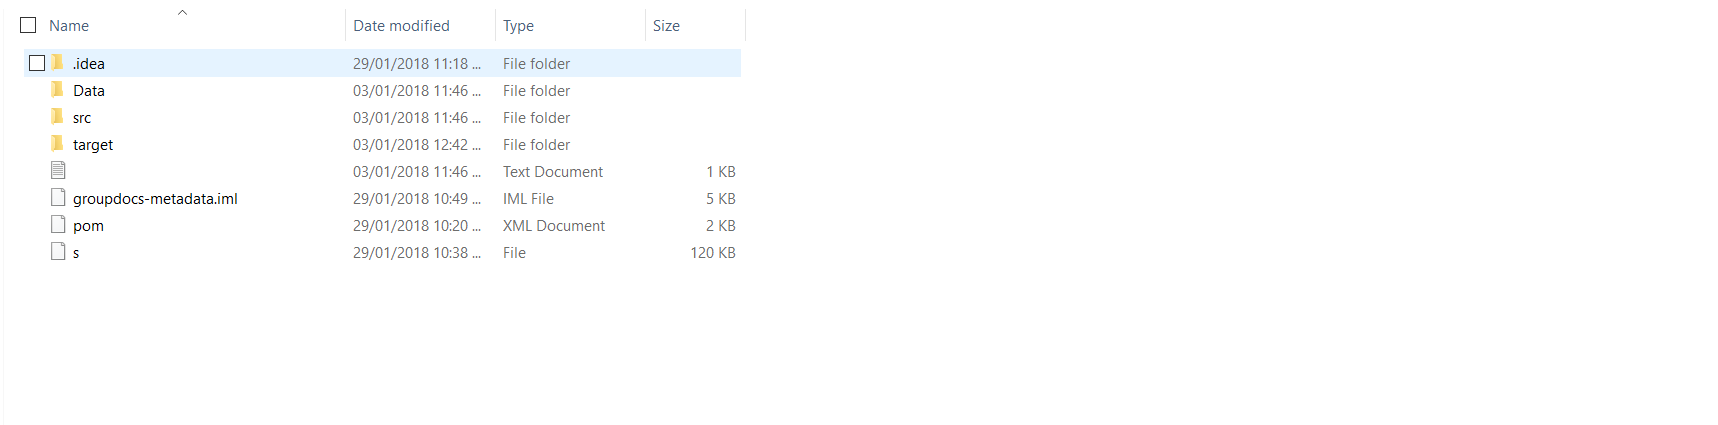 Name Date modified Type Size
.idea 29/01/2018 11:18 ... File folder
Data 03/01/2018 11:46 ... File folder
src 03/01/2018 11:46 ... File folder
target 03/01/2018 12:42 ... File folder
03/01/2018 11:46 ... Text Document 1 KB
groupdocs-metadata.iml 29/01/2018 10:49 ... IML File 5 KB
pom 29/01/2018 10:20 ... XML Document 2 KB
s 29/01/2018 10:38 ... File 120 KB